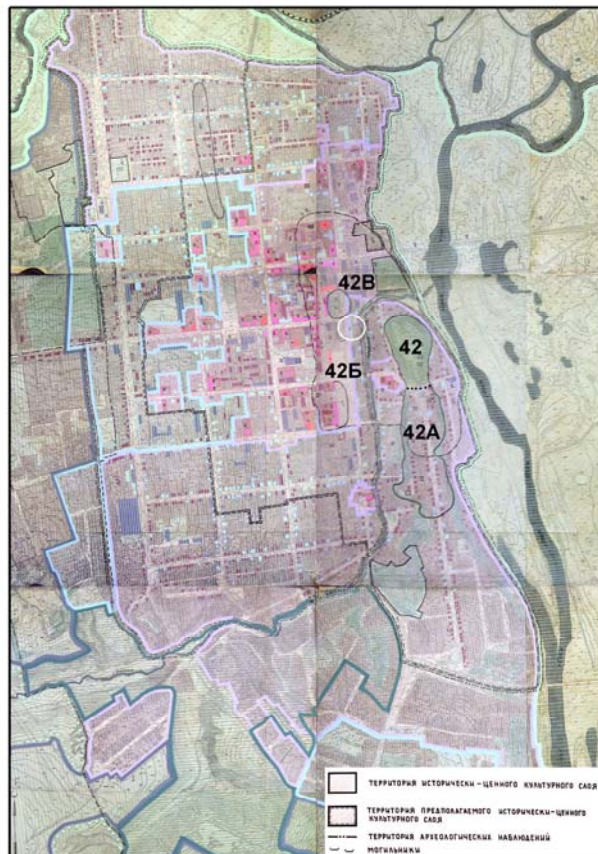 42В
42
42Б
42А
ТЕРРИТОРИЯ ИСТОРИЧЕСКИ-ЦЕННОГО КУЛЬТУРНОГО СЛОЯ
ТЕРРИТОРИЯ ПРЕДПОЛАГАЕМОГО ИСТОРИЧЕСКИ-ЦЕННОГО
КУЛЬТУРНОГО СЛОЯ
ТЕРРИТОРИЯ АРХЕОЛОГИЧЕСКИХ НАБЛЮДЕНИЙ
МОГИЛЬНИКИ